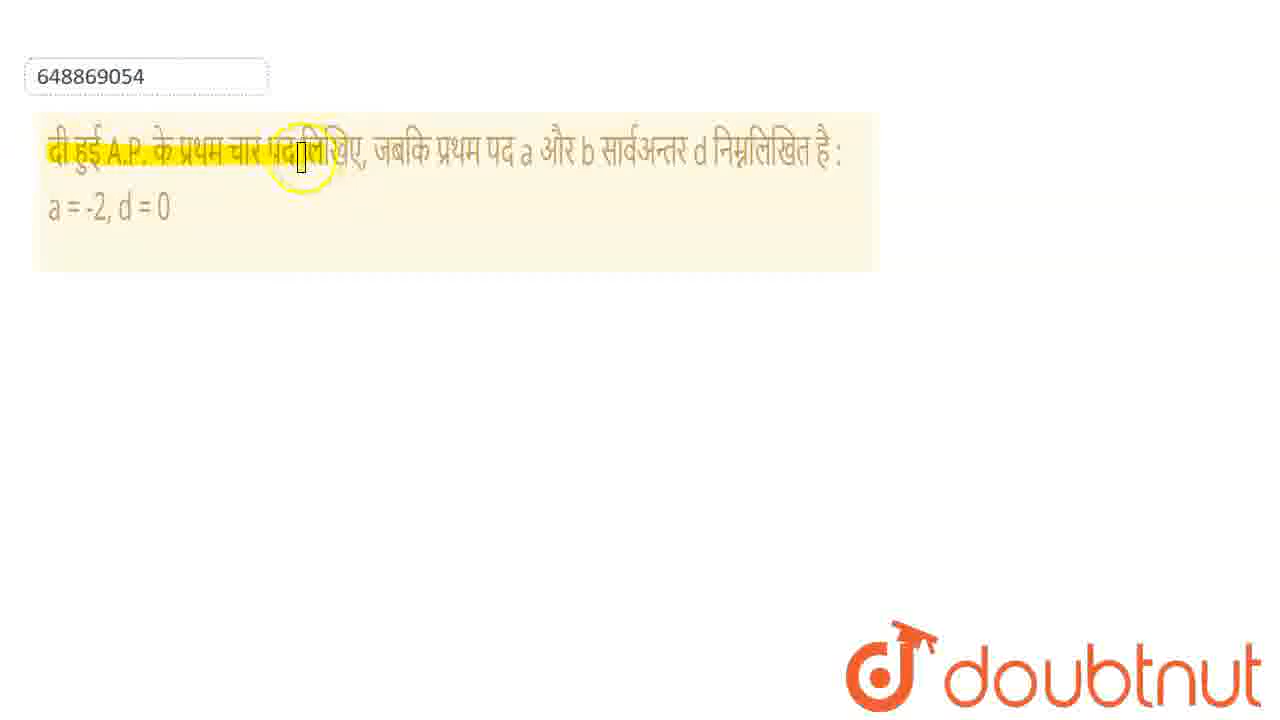 648869054
दी हुई A.P. के प्रथम चार पद लिखिए, जबकि प्रथम पद a और b सार्वअन्तर d निम्नलिखित है :
a = -2, d = 0
doubtnut